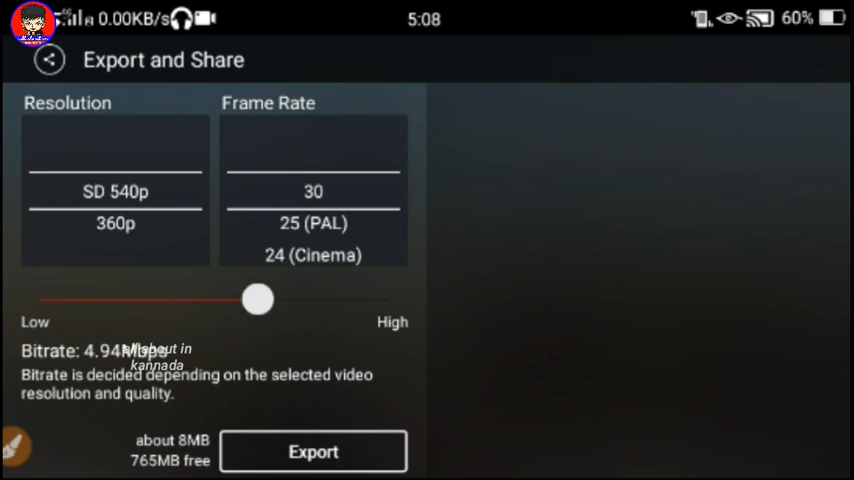 0.00KB/s
5:08
60%
Export and Share
Resolution
Frame Rate
SD 540p
30
360p
25 (PAL)
24 (Cinema)
Low
High
Bitrate: 4.94Mbps
all about in
kannada
Bitrate is decided depending on the selected video
resolution and quality.
about 8MB
765MB free
Export